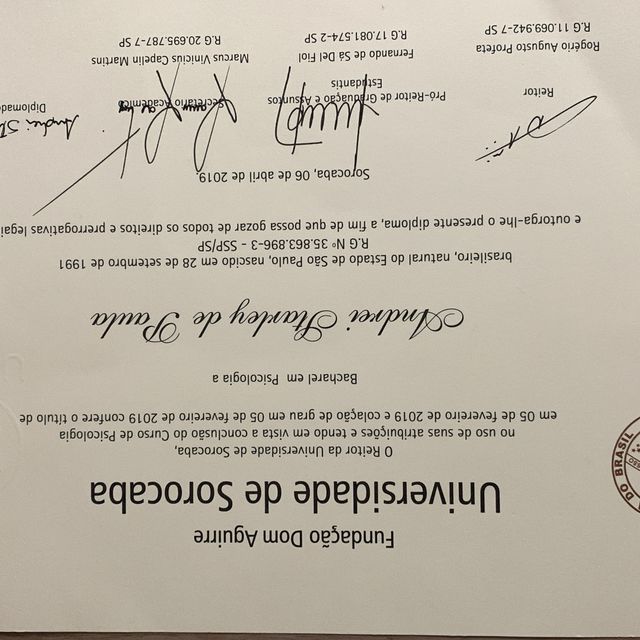 Fundação Dom Aguirre
Universidade de Sorocaba
O Reitor da Universidade de Sorocaba,
no uso de suas atribuições e tendo em vista a conclusão do Curso de Psicologia
em 05 de fevereiro de 2019 e colação de grau em 05 de fevereiro de 2019 confere o título de
Bacharel em Psicologia a
Andrei Starley de Paula
brasileiro, natural do Estado de São Paulo, nascido em 28 de setembro de 1991
R.G Nº 35.863.896-3 - SSP/SP
e outorga-lhe o presente diploma, a fim de que possa gozar de todos os direitos e prerrogativas legai
Sorocaba, 06 de abril de 2019.
Reitor
Rogério Augusto Profeta
R.G 11.069.942-7 SP
Pró-Reitor de Graduação e Assuntos
Estudantis
Fernando de Sá Del Fiol
R.G 17.081.574-2 SP
Secretário Acadêmico
Marcus Vinicius Capelin Martins
R.G 20.695.787-7 SP
Andrei St
Diplomado
DO BRASIL